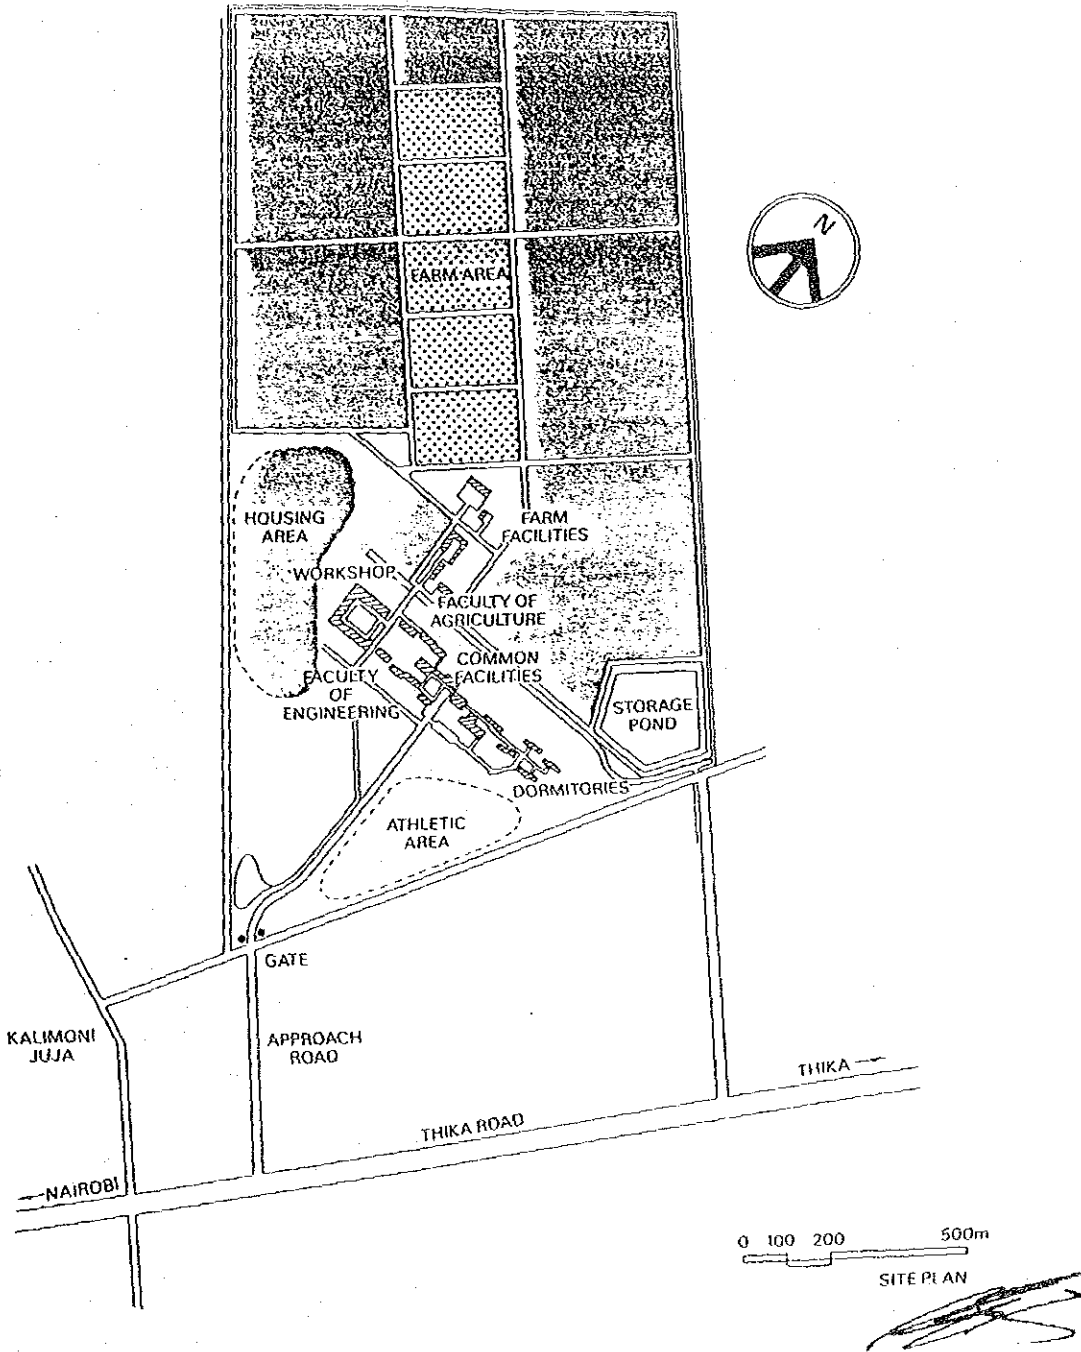 N
FARM AREA
HOUSING
AREA
FARM
FACILITIES
WORKSHOP
FACULTY OF
AGRICULTURE
COMMON
FACILITIES
FACULTY
OF
ENGINEERING
STORAGE
POND
DORMITORIES
ATHLETIC
AREA
GATE
KALIMONI
JUJA
APPROACH
ROAD
THIKA
THIKA ROAD
NAIROBI
0 100 200 500m
SITE PLAN